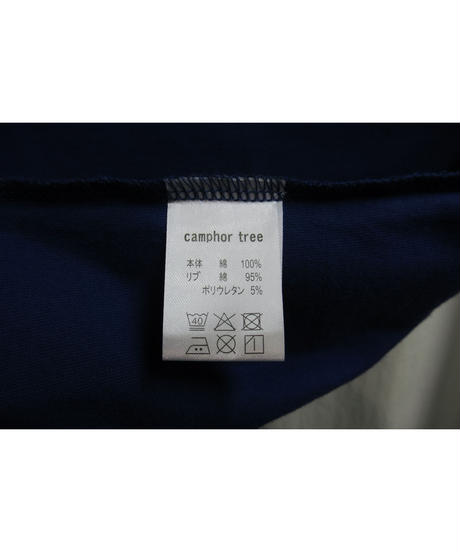 camphor tree
本体 綿 100%
リブ 綿 95%
ポリウレタン 5%
40